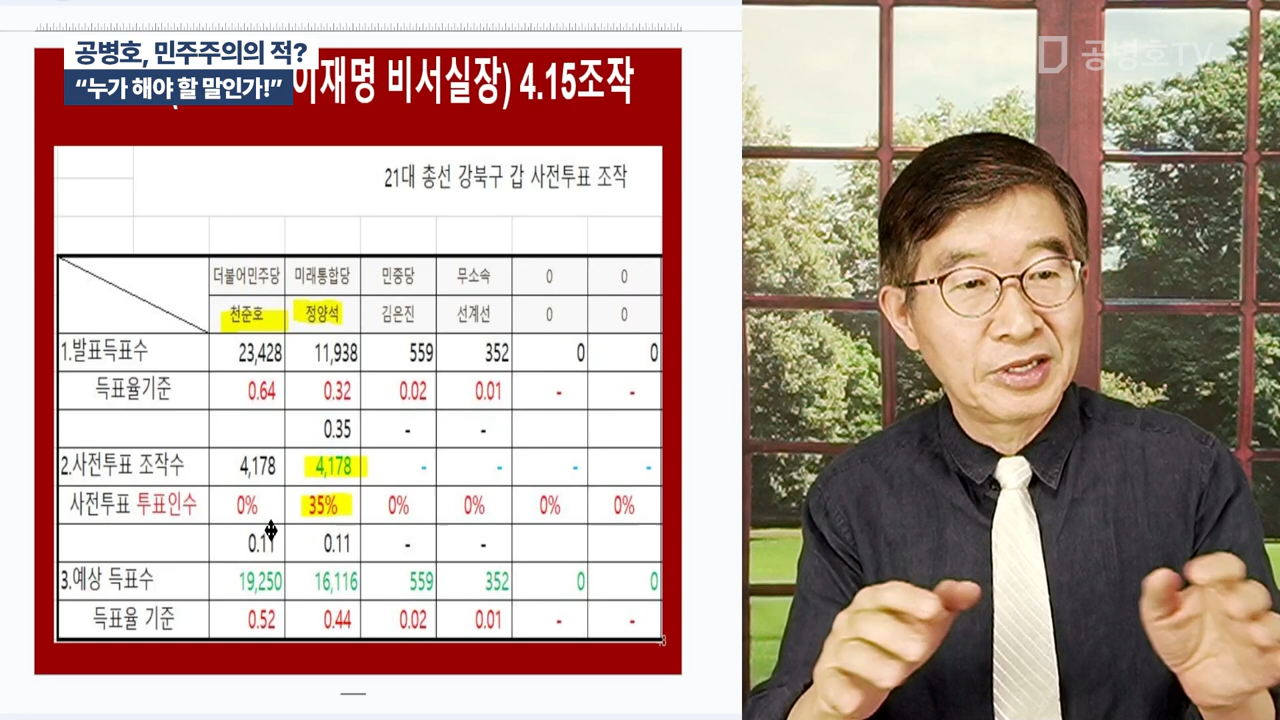 공병호, 민주주의의 적?
“누가 해야 할 말인가!”
이재명 비서실장) 4.15조작
공병호TV
21대 총선 강북구 갑 사전투표 조작
더불어민주당 미래통합당 민중당 무소속 0 0
천준호 정양석 김은진 선계선 0 0
1.발표득표수 23,428 11,938 559 352 0 0
득표율기준 0.64 0.32 0.02 0.01 - -
0.35 - -
2.사전투표 조작수 4,178 4,178 - - - -
사전투표 투표인수 0% 35% 0% 0% 0% 0%
0.11 0.11 - -
3.예상 득표수 19,250 16,116 559 352 0 0
득표율 기준 0.52 0.44 0.02 0.01 - -